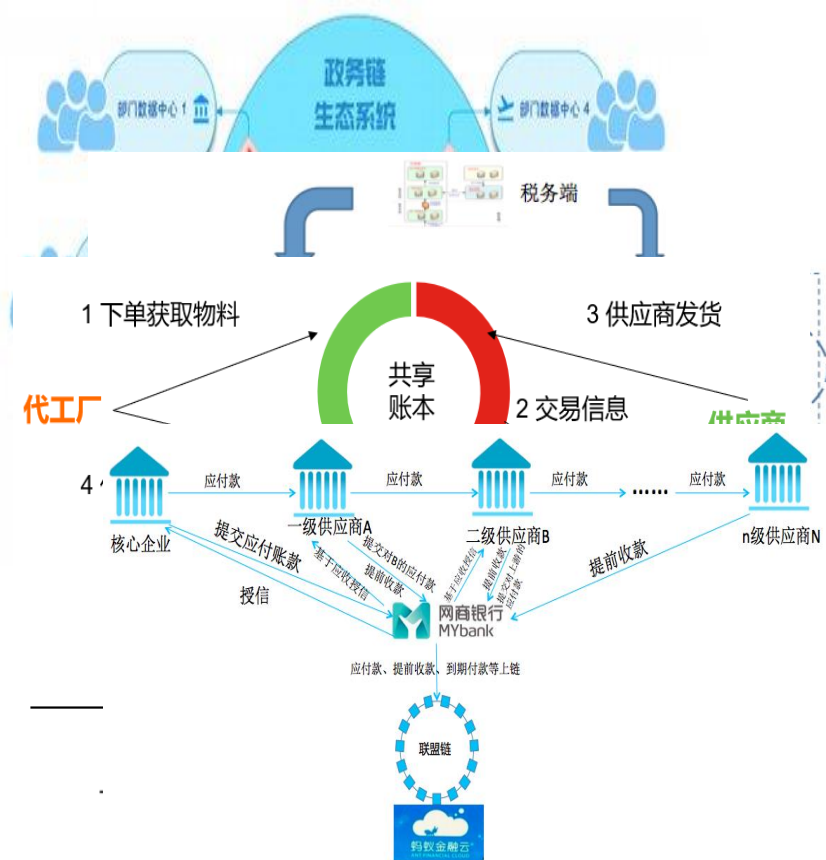 政务链
生态系统
部门数据中心 1
部门数据中心 4
税务端
1 下单获取物料
3 供应商发货
共享
账本
2 交易信息
代工厂
供应商
4
应付款
应付款
应付款
……
应付款
核心企业
一级供应商A
二级供应商B
n级供应商N
提交应付账款
授信
基于应收授信
提前收款
提交对B的应付款
基于应收授信
提前收款
提交对上游的
应付款
提前收款
网商银行
MYbank
应付款、提前收款、到期付款等上链
联盟链
蚂蚁金融云
ANT FINANCIAL CLOUD